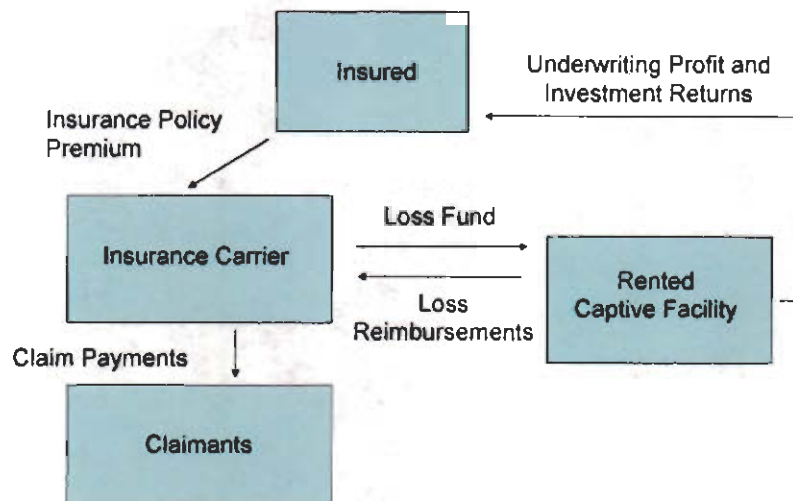 Insured
Underwriting Profit and
Investment Returns
Insurance Policy
Premium
Insurance Carrier
Loss Fund
Loss
Reimbursements
Rented
Captive Facility
Claim Payments
Claimants